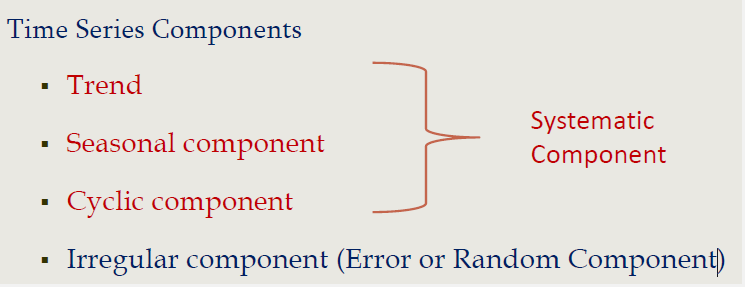 Time Series Components
▪ Trend
▪ Seasonal component
▪ Cyclic component
Systematic
Component
▪ Irregular component (Error or Random Component)